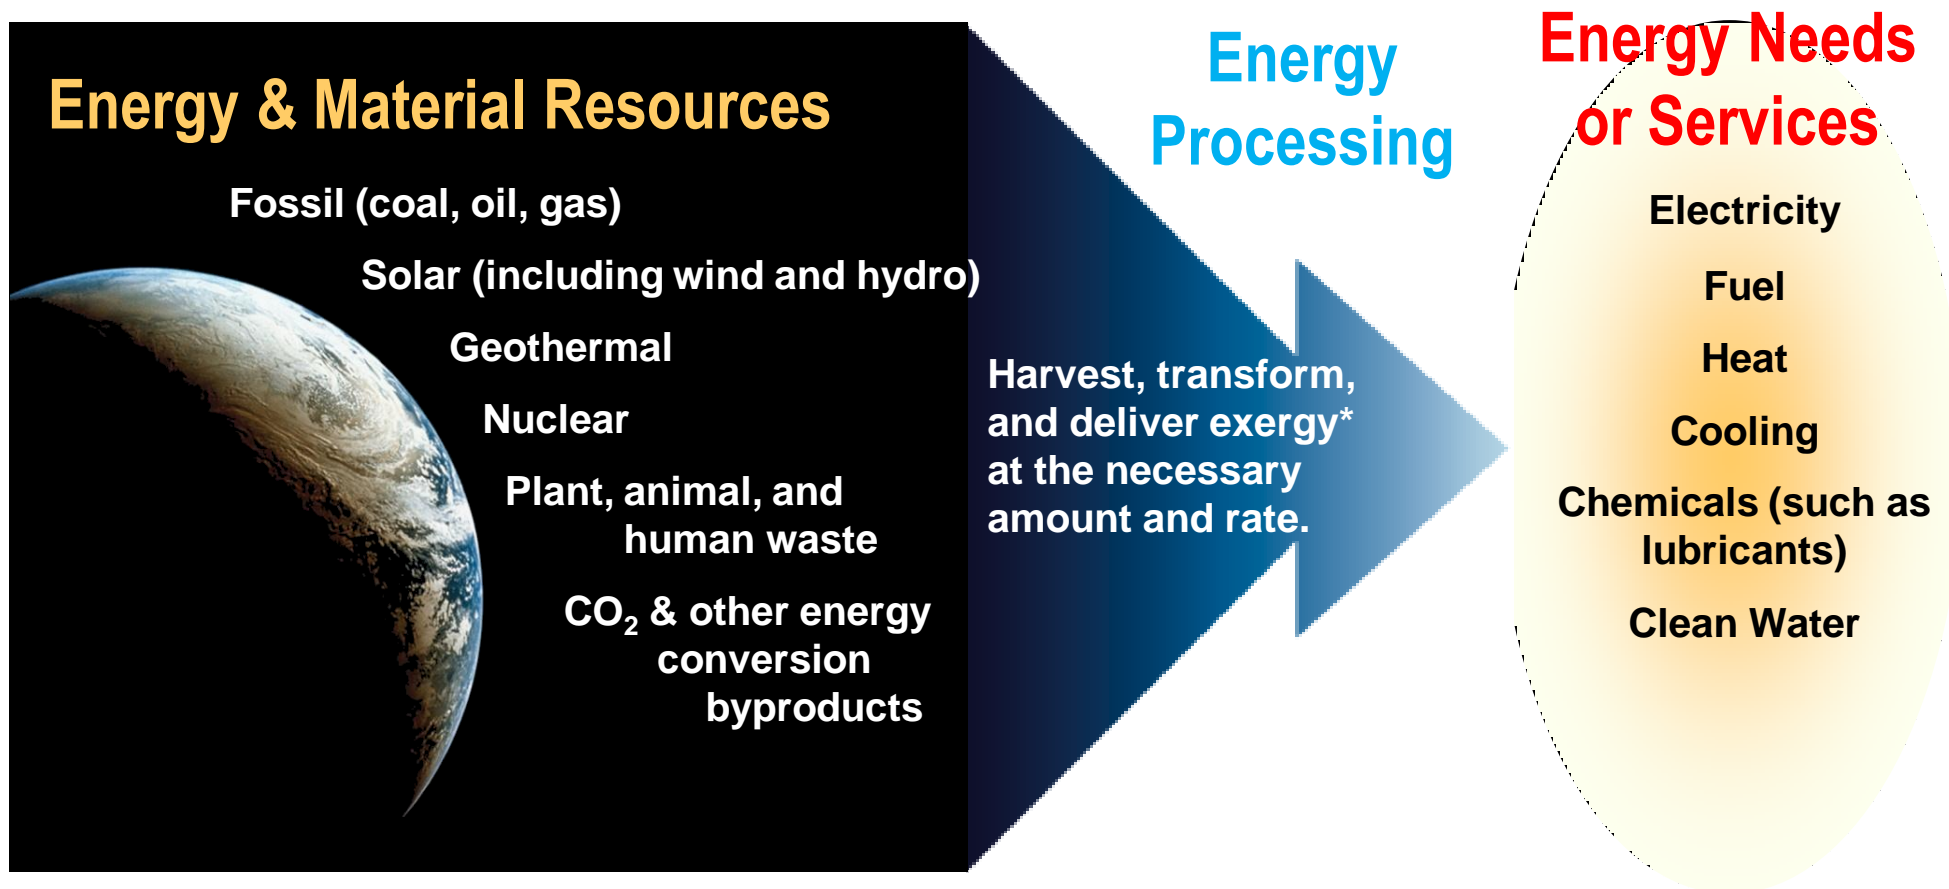 Energy & Material Resources
Fossil (coal, oil, gas)
Solar (including wind and hydro)
Geothermal
Nuclear
Plant, animal, and
human waste
CO₂ & other energy
conversion
byproducts
Energy
Processing
Harvest, transform,
and deliver exergy*
at the necessary
amount and rate.
Energy Needs
or Services
Electricity
Fuel
Heat
Cooling
Chemicals (such as
lubricants)
Clean Water